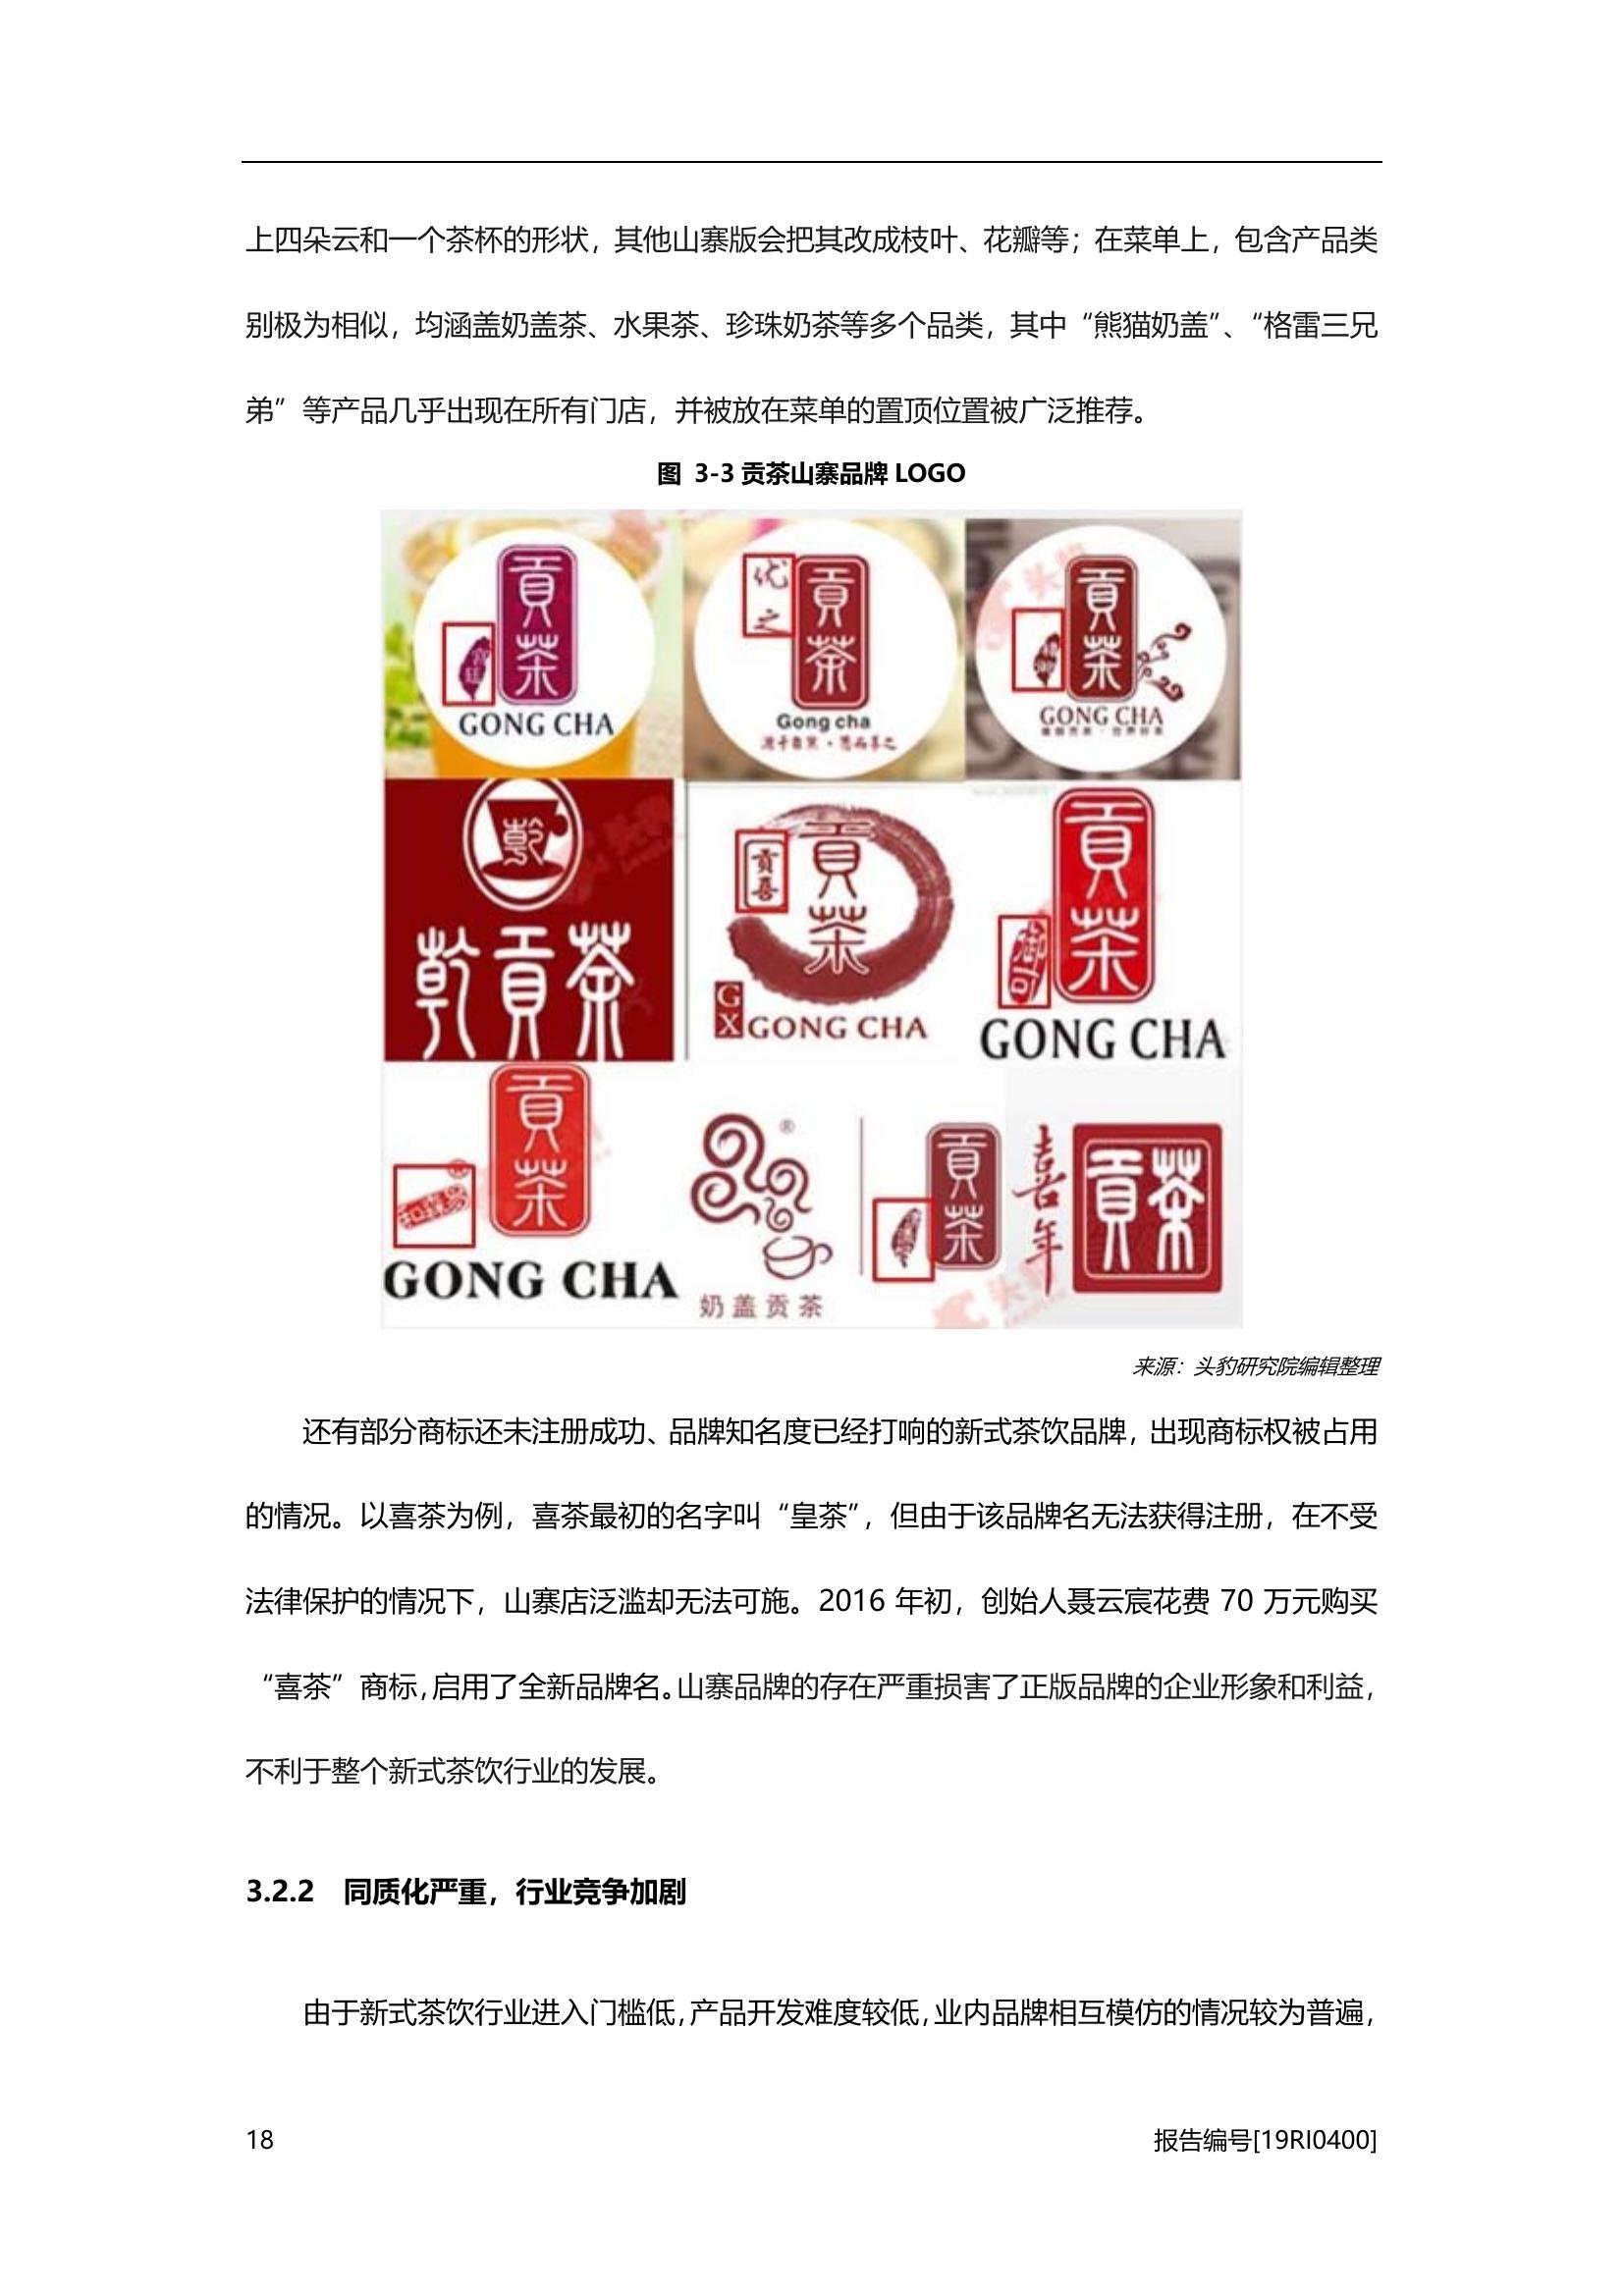 上四朵云和一个茶杯的形状，其他山寨版会把其改成枝叶、花瓣等；在菜单上，包含产品类
别极为相似，均涵盖奶盖茶、水果茶、珍珠奶茶等多个品类，其中“熊猫奶盖”、“格雷三兄
弟”等产品几乎出现在所有门店，并被放在菜单的置顶位置被广泛推荐。
图 3-3 贡茶山寨品牌 LOGO
貢茶
GONG CHA
优之
貢茶
Gong cha
貢茶
GONG CHA
乾
乾貢茶
貢喜
貢茶
GX GONG CHA
御可
貢茶
GONG CHA
貢茶
GONG CHA
®
奶盖贡茶
貢茶
喜年
貢茶
来源：头豹研究院编辑整理
还有部分商标还未注册成功、品牌知名度已经打响的新式茶饮品牌，出现商标权被占用
的情况。以喜茶为例，喜茶最初的名字叫“皇茶”，但由于该品牌名无法获得注册，在不受
法律保护的情况下，山寨店泛滥却无法可施。2016 年初，创始人聂云宸花费 70 万元购买
“喜茶”商标，启用了全新品牌名。山寨品牌的存在严重损害了正版品牌的企业形象和利益，
不利于整个新式茶饮行业的发展。
3.2.2 同质化严重，行业竞争加剧
由于新式茶饮行业进入门槛低，产品开发难度较低，业内品牌相互模仿的情况较为普遍，
18
报告编号[19RI0400]